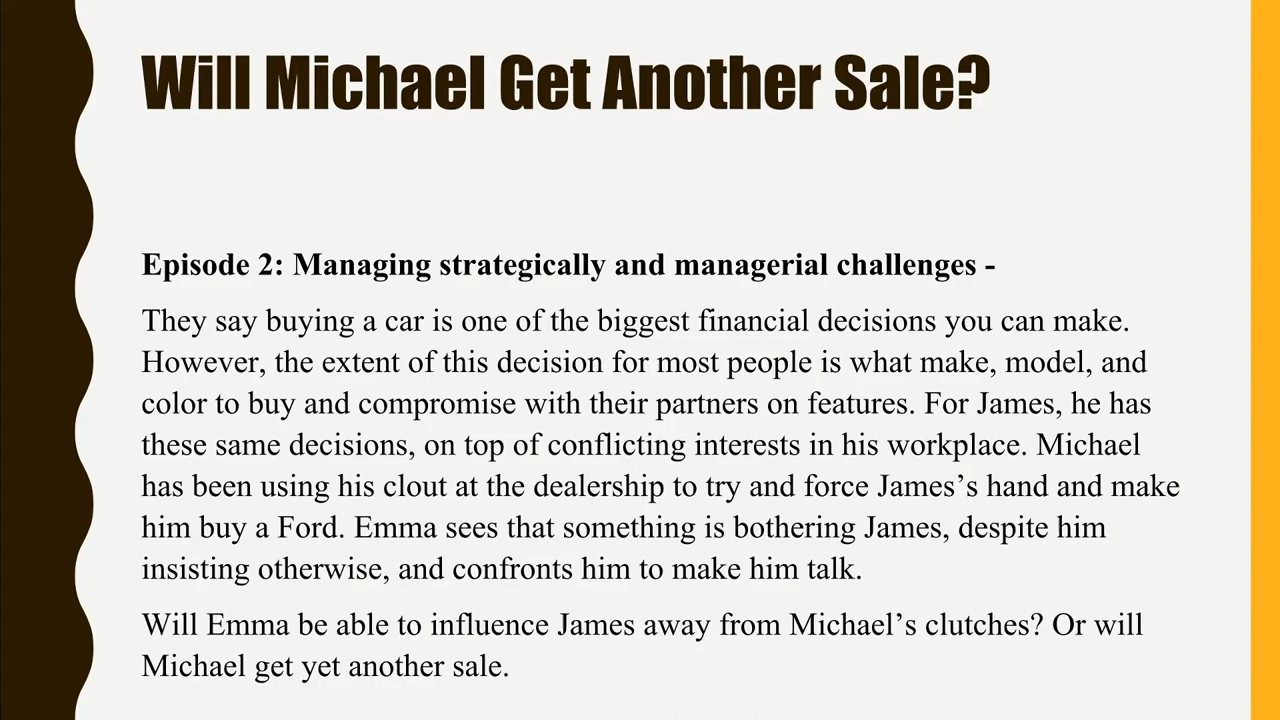 Will Michael Get Another Sale?
Episode 2: Managing strategically and managerial challenges -
They say buying a car is one of the biggest financial decisions you can make.
However, the extent of this decision for most people is what make, model, and
color to buy and compromise with their partners on features. For James, he has
these same decisions, on top of conflicting interests in his workplace. Michael
has been using his clout at the dealership to try and force James’s hand and make
him buy a Ford. Emma sees that something is bothering James, despite him
insisting otherwise, and confronts him to make him talk.
Will Emma be able to influence James away from Michael’s clutches? Or will
Michael get yet another sale.